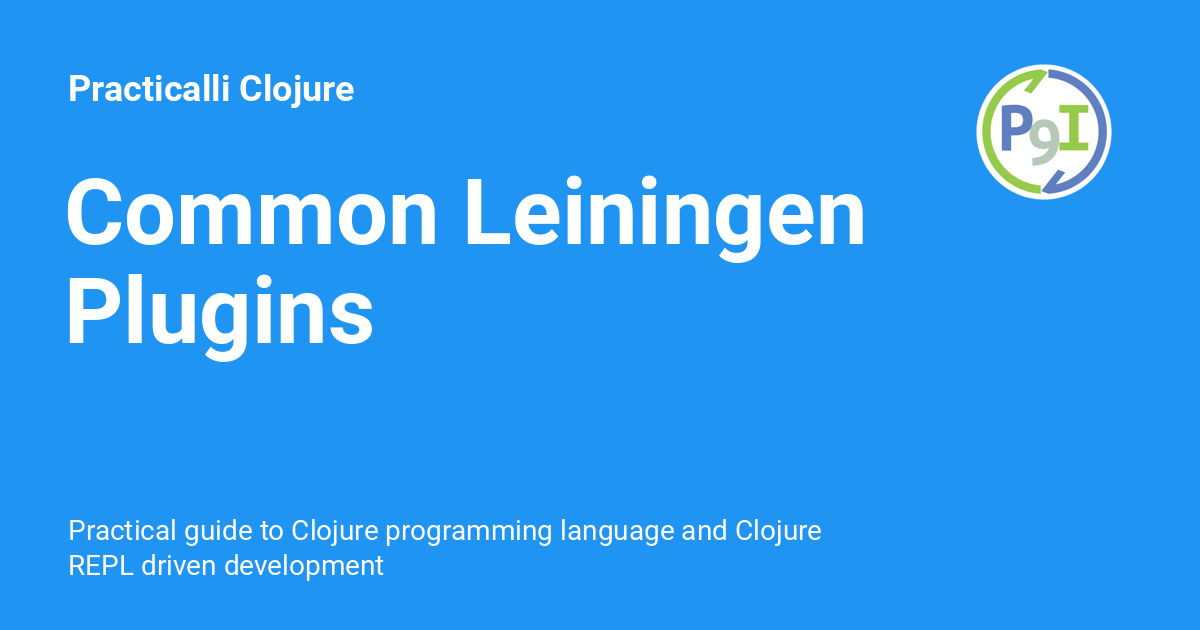 Practicalli Clojure
P9I
Common Leiningen
Plugins
Practical guide to Clojure programming language and Clojure
REPL driven development